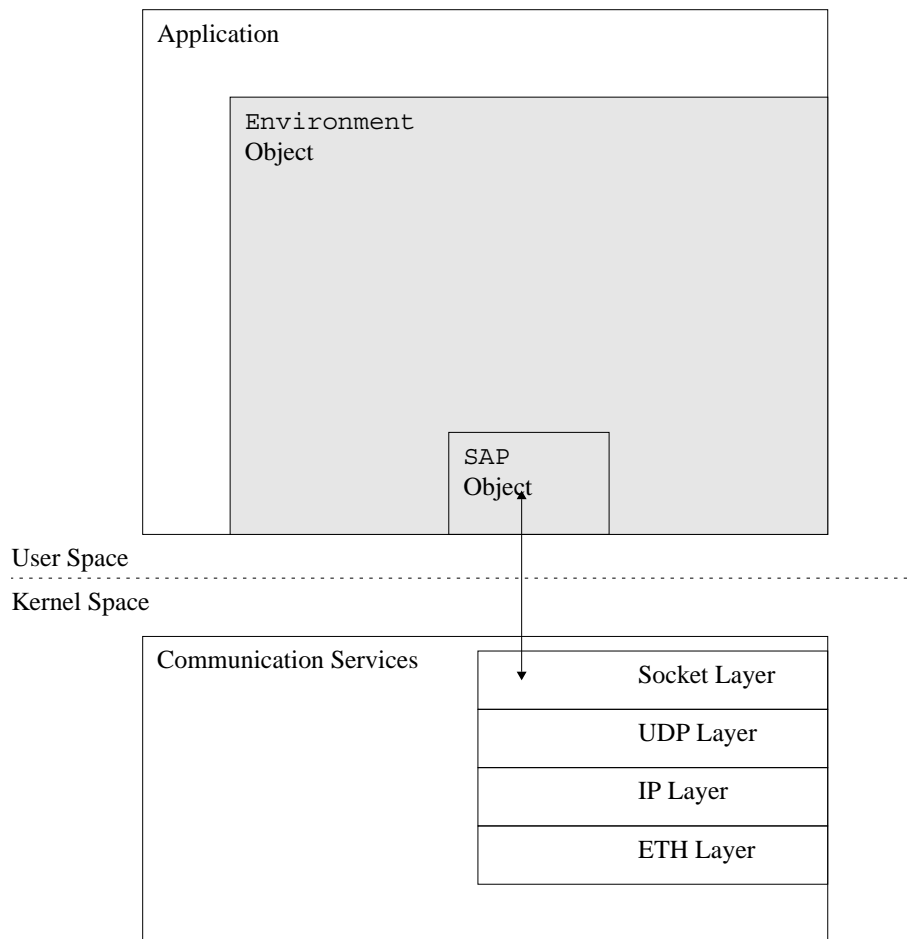 Application
Environment
Object
SAP
Object
User Space
Kernel Space
Communication Services
Socket Layer
UDP Layer
IP Layer
ETH Layer